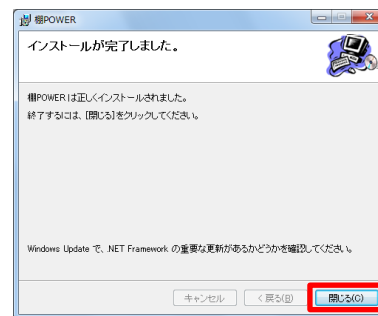 棚POWER
インストールが完了しました。
棚POWER は正しくインストールされました。
終了するには、[閉じる]をクリックしてください。
Windows Update で、.NET Framework の重要な更新があるかどうかを確認してください。
キャンセル
< 戻る(B)
閉じる(C)